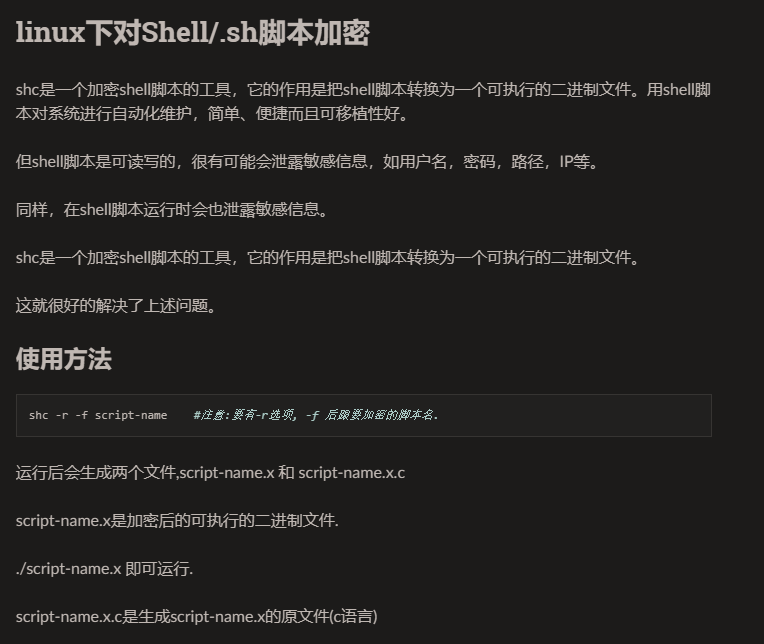 linux下对Shell/.sh脚本加密
shc是一个加密shell脚本的工具，它的作用是把shell脚本转换为一个可执行的二进制文件。用shell脚
本对系统进行自动化维护，简单、便捷而且可移植性好。
但shell脚本是可读写的，很有可能会泄露敏感信息，如用户名，密码，路径，IP等。
同样，在shell脚本运行时会也泄露敏感信息。
shc是一个加密shell脚本的工具，它的作用是把shell脚本转换为一个可执行的二进制文件。
这就很好的解决了上述问题。
使用方法
shc -r -f script-name    #注意:要有-r选项, -f 后跟要加密的脚本名.
运行后会生成两个文件,script-name.x 和 script-name.x.c
script-name.x是加密后的可执行的二进制文件.
./script-name.x 即可运行.
script-name.x.c是生成script-name.x的原文件(c语言)